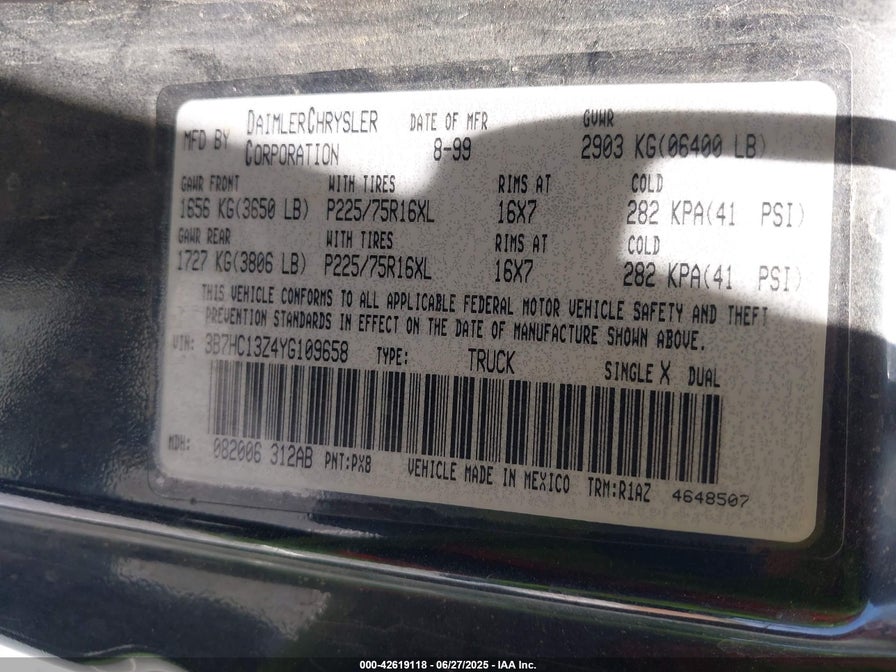 MFD BY DAIMLERCHRYSLER CORPORATION DATE OF MFR 8-99 GVWR 2903 KG(06400 LB)
GAWR FRONT WITH TIRES RIMS AT COLD
1656 KG(3650 LB) P225/75R16XL 16X7 282 KPA(41 PSI)
GAWR REAR WITH TIRES RIMS AT COLD
1727 KG(3806 LB) P225/75R16XL 16X7 282 KPA(41 PSI)
THIS VEHICLE CONFORMS TO ALL APPLICABLE FEDERAL MOTOR VEHICLE SAFETY AND THEFT
PREVENTION STANDARDS IN EFFECT ON THE DATE OF MANUFACTURE SHOWN ABOVE.
VIN: 3B7HC13Z4YG109658 TYPE: TRUCK SINGLE X DUAL
MDH: 082006 312AB PNT:PX8 VEHICLE MADE IN MEXICO TRM:R1AZ 4648507
000-42619118 - 06/27/2025 - IAA Inc.